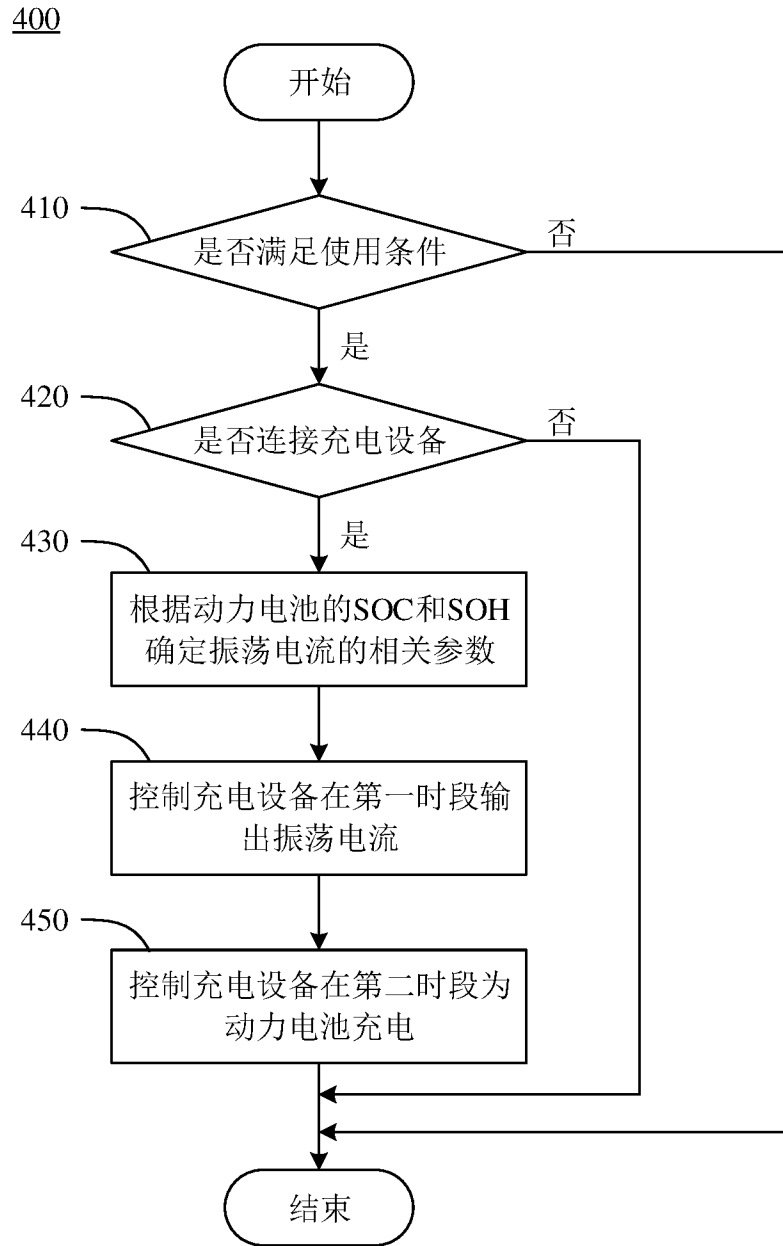 400
开始
410
是否满足使用条件
否
是
420
是否连接充电设备
否
是
430
根据动力电池的SOC和SOH
确定振荡电流的相关参数
440
控制充电设备在第一时段输
出振荡电流
450
控制充电设备在第二时段为
动力电池充电
结束